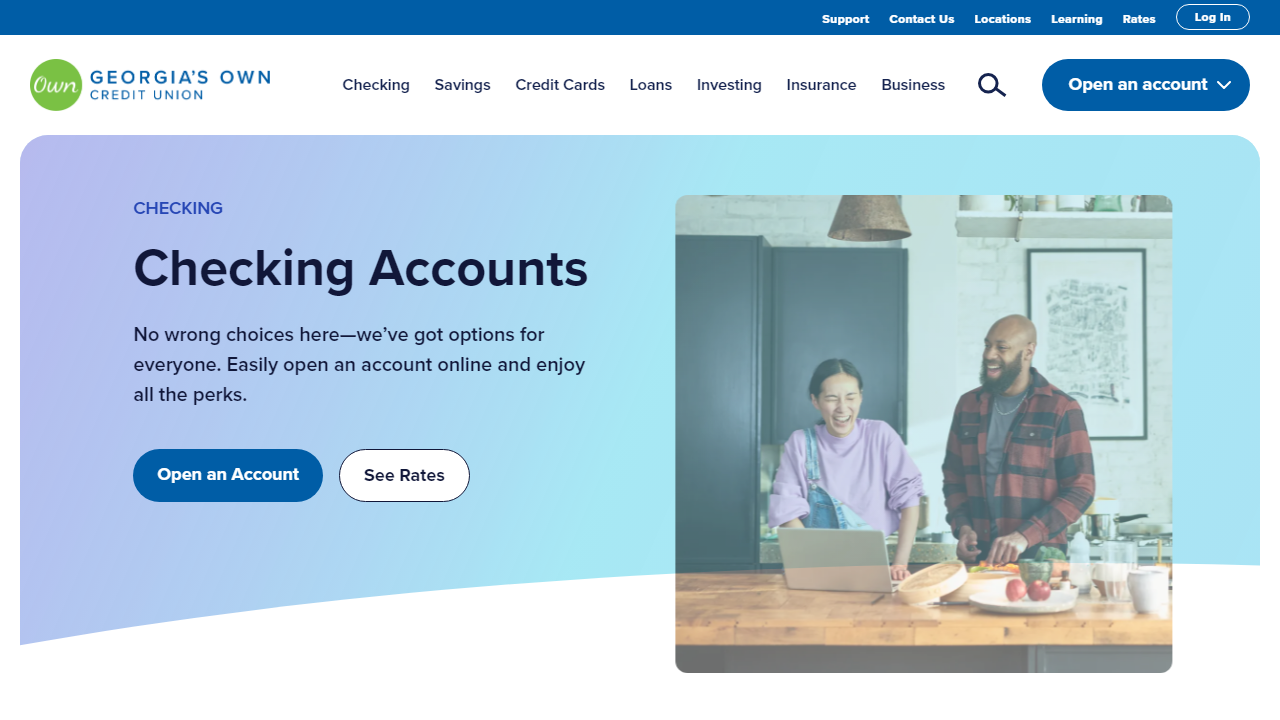 Support Contact Us Locations Learning Rates Log In
Own GEORGIA'S OWN
CREDIT UNION
Checking Savings Credit Cards Loans Investing Insurance Business Open an account
CHECKING
Checking Accounts
No wrong choices here—we’ve got options for
everyone. Easily open an account online and enjoy
all the perks.
Open an Account See Rates